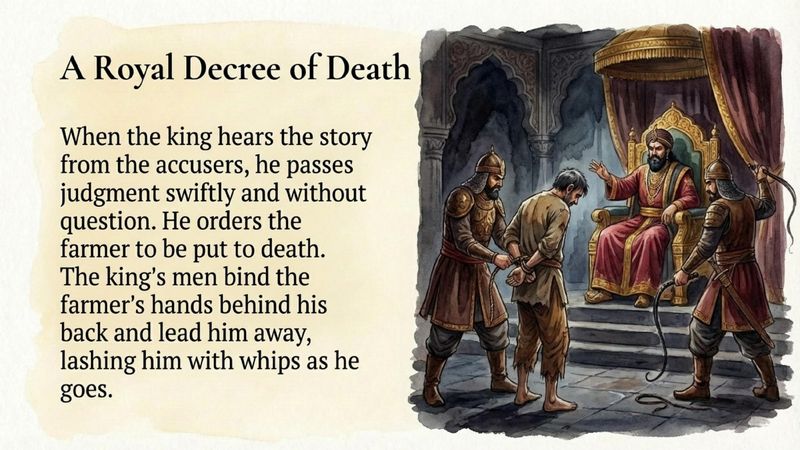 A Royal Decree of Death
When the king hears the story
from the accusers, he passes
judgment swiftly and without
question. He orders the
farmer to be put to death.
The king's men bind the
farmer's hands behind his
back and lead him away,
lashing him with whips as he
goes.